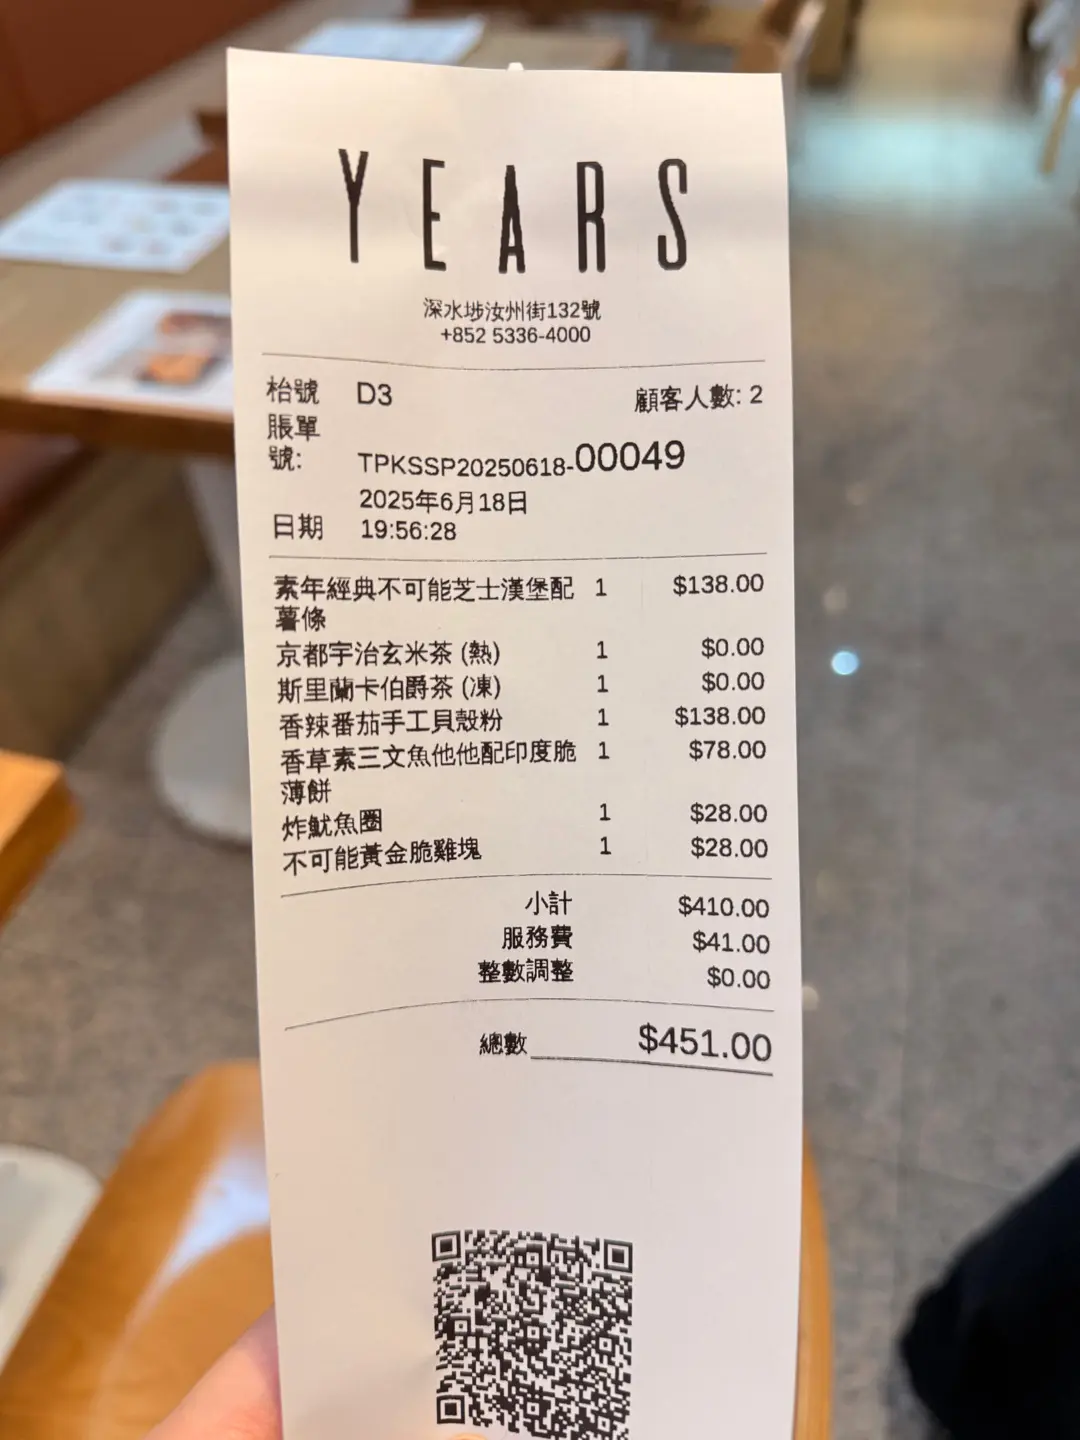 YEARS
深水埗汝州街132號
+852 5336-4000
枱號 D3 顧客人數: 2
賬單
號: TPKSSP20250618-00049
2025年6月18日
日期 19:56:28
素年經典不可能芝士漢堡配 1 $138.00
薯條
京都宇治玄米茶 (熱) 1 $0.00
斯里蘭卡伯爵茶 (凍) 1 $0.00
香辣番茄手工貝殼粉 1 $138.00
香草素三文魚他他配印度脆 1 $78.00
薄餅
炸魷魚圈 1 $28.00
不可能黃金脆雞塊 1 $28.00
小計 $410.00
服務費 $41.00
整數調整 $0.00
總數 $451.00